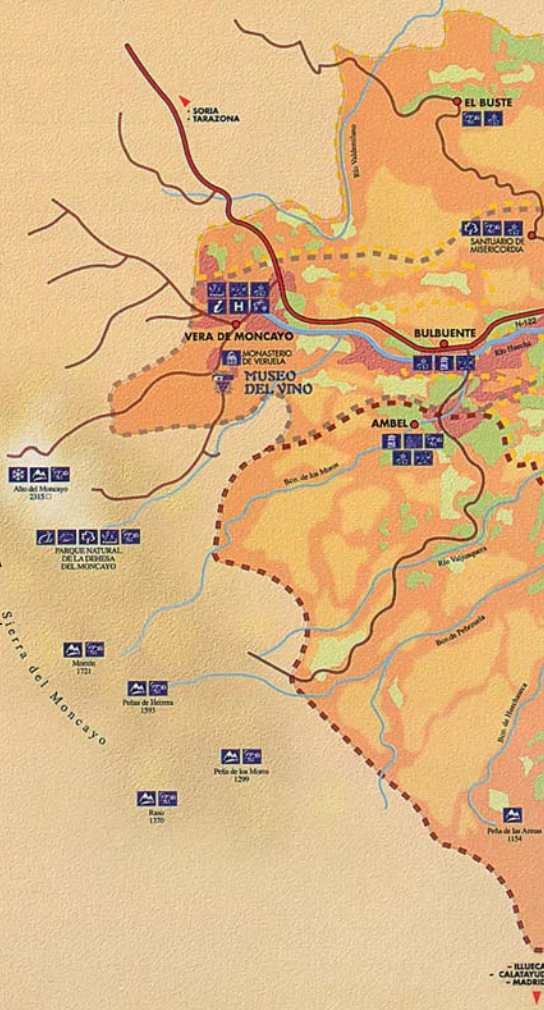 - SORIA
- TARAZONA
EL BUSTE
Río Valdemilano
SANTUARIO DE
MISERICORDIA
i H
VERA DE MONCAYO
BULBUENTE
N-122
Río Huecha
MONASTERIO
DE VERUELA
MUSEO
DEL VINO
AMBEL
Bco. de los Moros
Alto del Moncayo
2315
PARQUE NATURAL
DE LA DEHESA
DEL MONCAYO
Río Valjunquera
Sierra del Moncayo
Morrón
1721
Peñas de Herrera
1593
Peña de los Moros
1299
Raso
1370
Peña de las Armas
1154
- ILLUECA
- CALATAYUD
- MADRID